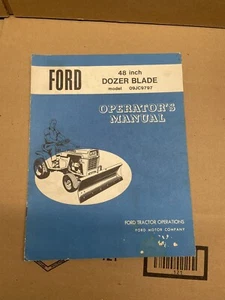 FORD
48 inch
DOZER BLADE
model 09JC9797
OPERATOR'S
MANUAL
FORD TRACTOR OPERATIONS
FORD MOTOR COMPANY